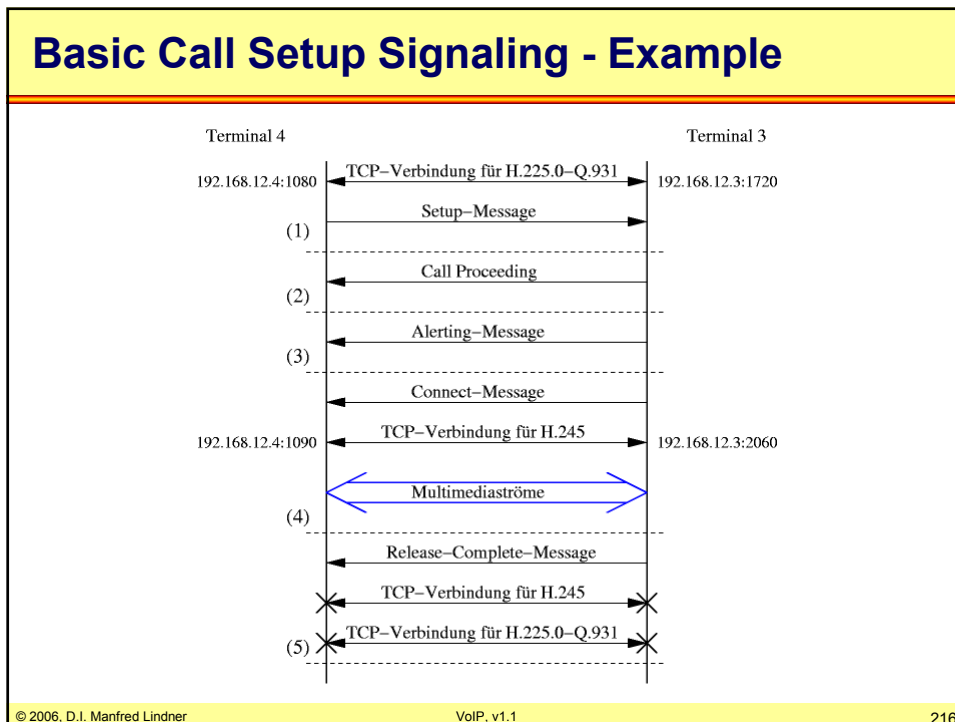 Basic Call Setup Signaling - Example
Terminal 4
Terminal 3
192.168.12.4:1080
TCP–Verbindung für H.225.0–Q.931
192.168.12.3:1720
Setup–Message
(1)
Call Proceeding
(2)
Alerting–Message
(3)
Connect–Message
192.168.12.4:1090
TCP–Verbindung für H.245
192.168.12.3:2060
Multimediaströme
(4)
Release–Complete–Message
TCP–Verbindung für H.245
TCP–Verbindung für H.225.0–Q.931
(5)
© 2006, D.I. Manfred Lindner
VoIP, v1.1
216